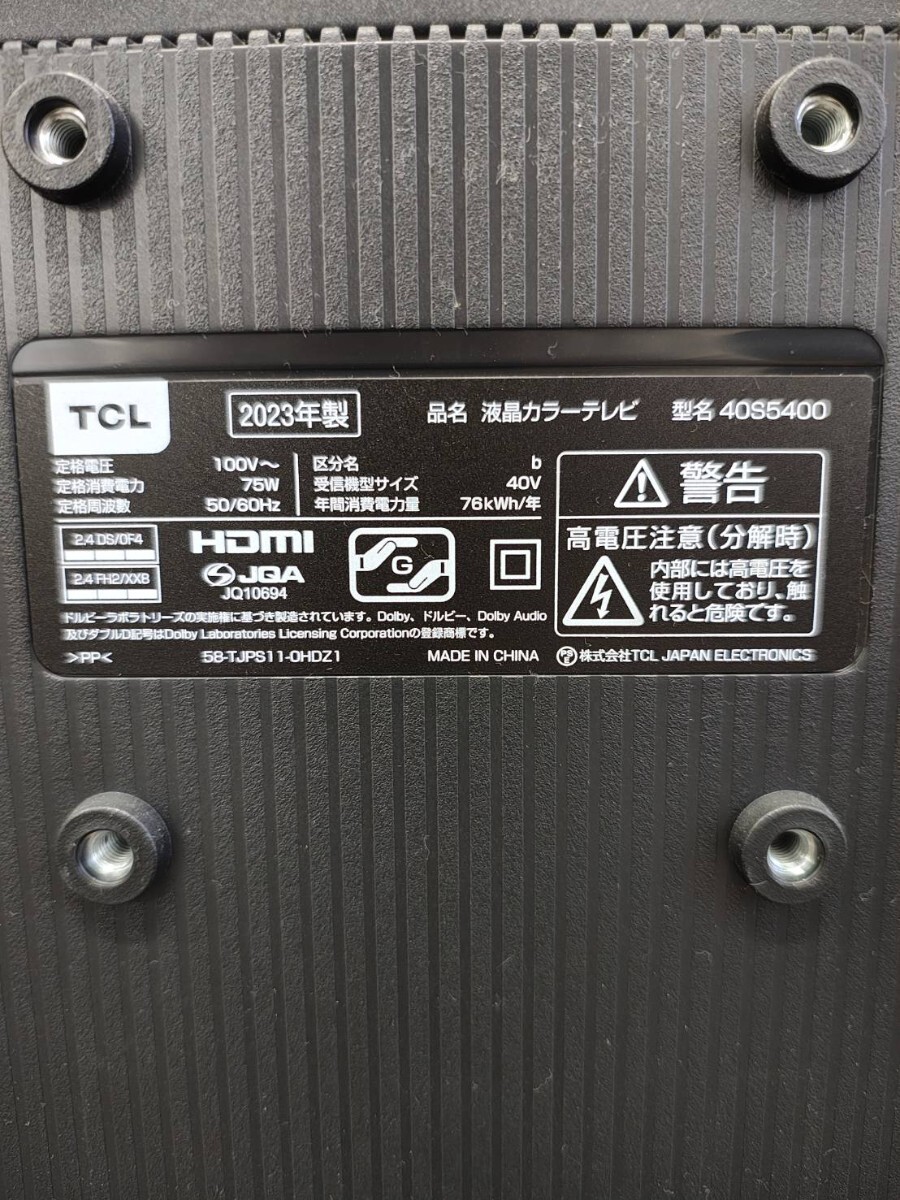 TCL
2023年製
品名 液晶カラーテレビ 型名 40S5400
定格電圧 100V～
定格消費電力 75W
定格周波数 50/60Hz
区分名 b
受信機型サイズ 40V
年間消費電力量 76kWh/年
2.4 DS/OF4
2.4 FH2/XXB
HDMI
JQA
JQ10694
G
警告
高電圧注意(分解時)
内部には高電圧を
使用しており、触
れると危険です。
ドルビーラボラトリーズの実施権に基づき製造されています。Dolby、ドルビー、Dolby Audio
及びダブルD記号はDolby Laboratories Licensing Corporationの登録商標です。
>PP< 58-TJPS11-0HDZ1 MADE IN CHINA PSE 株式会社TCL JAPAN ELECTRONICS